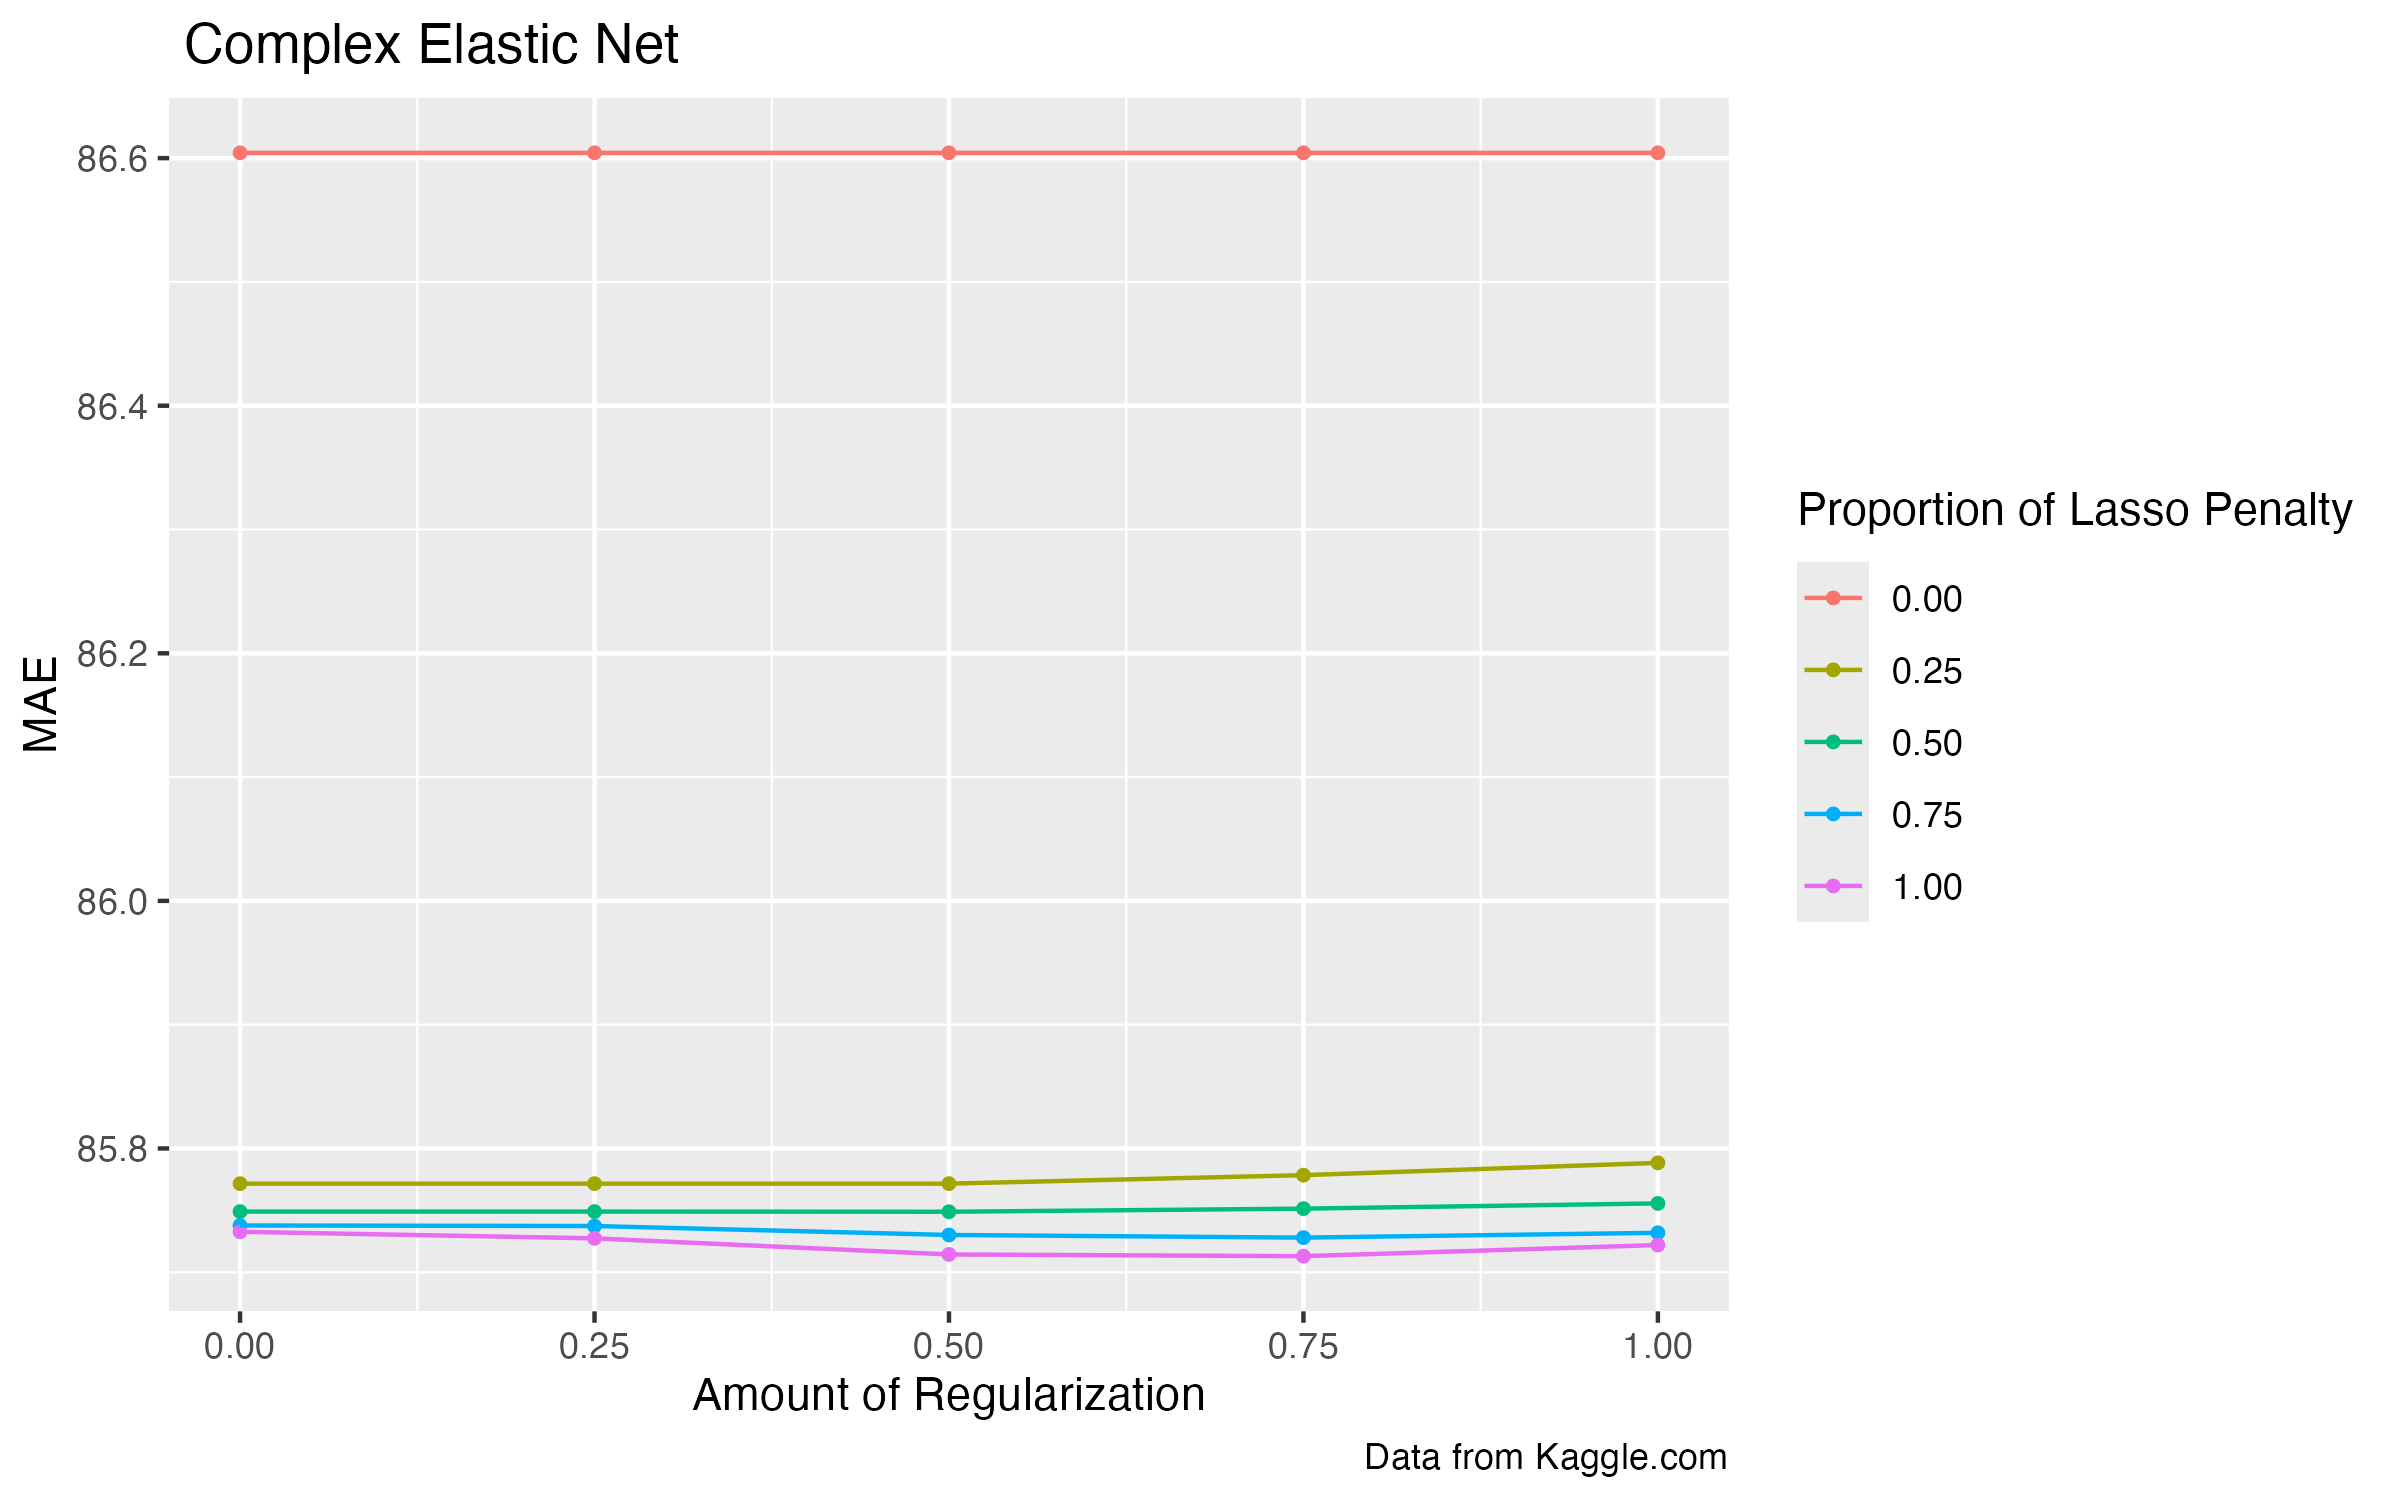 Complex Elastic Net
86.6
86.4
86.2
86.0
85.8
MAE
0.00 0.25 0.50 0.75 1.00
Amount of Regularization
Proportion of Lasso Penalty
0.00
0.25
0.50
0.75
1.00
Data from Kaggle.com